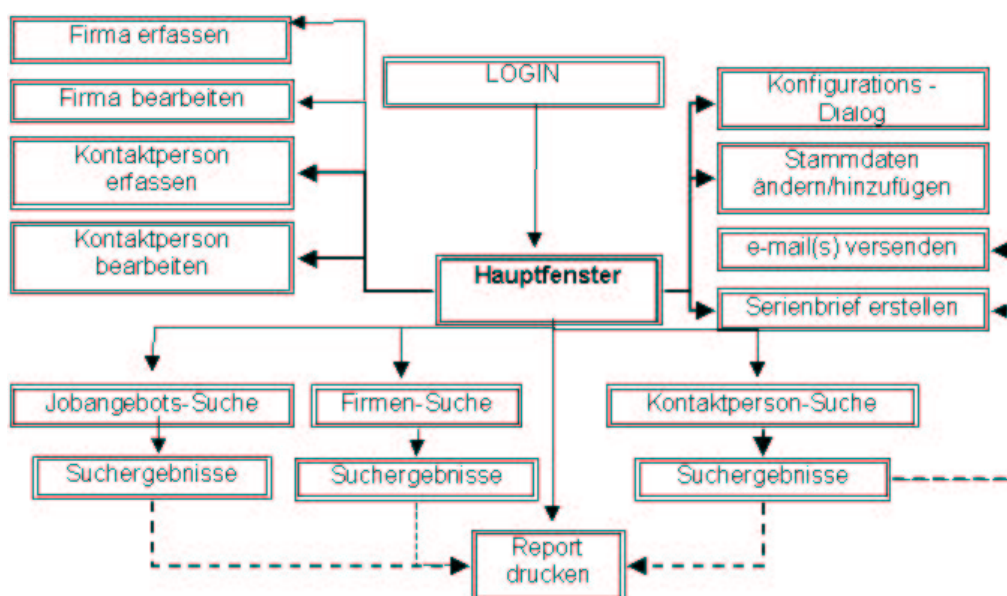 Firma erfassen
LOGIN
Firma bearbeiten
Konfigurations -
Dialog
Kontaktperson
erfassen
Stammdaten
ändern/hinzufügen
Kontaktperson
bearbeiten
e-mail(s) versenden
Hauptfenster
Serienbrief erstellen
Jobangebots-Suche
Firmen-Suche
Kontaktperson-Suche
Suchergebnisse
Suchergebnisse
Suchergebnisse
Report
drucken